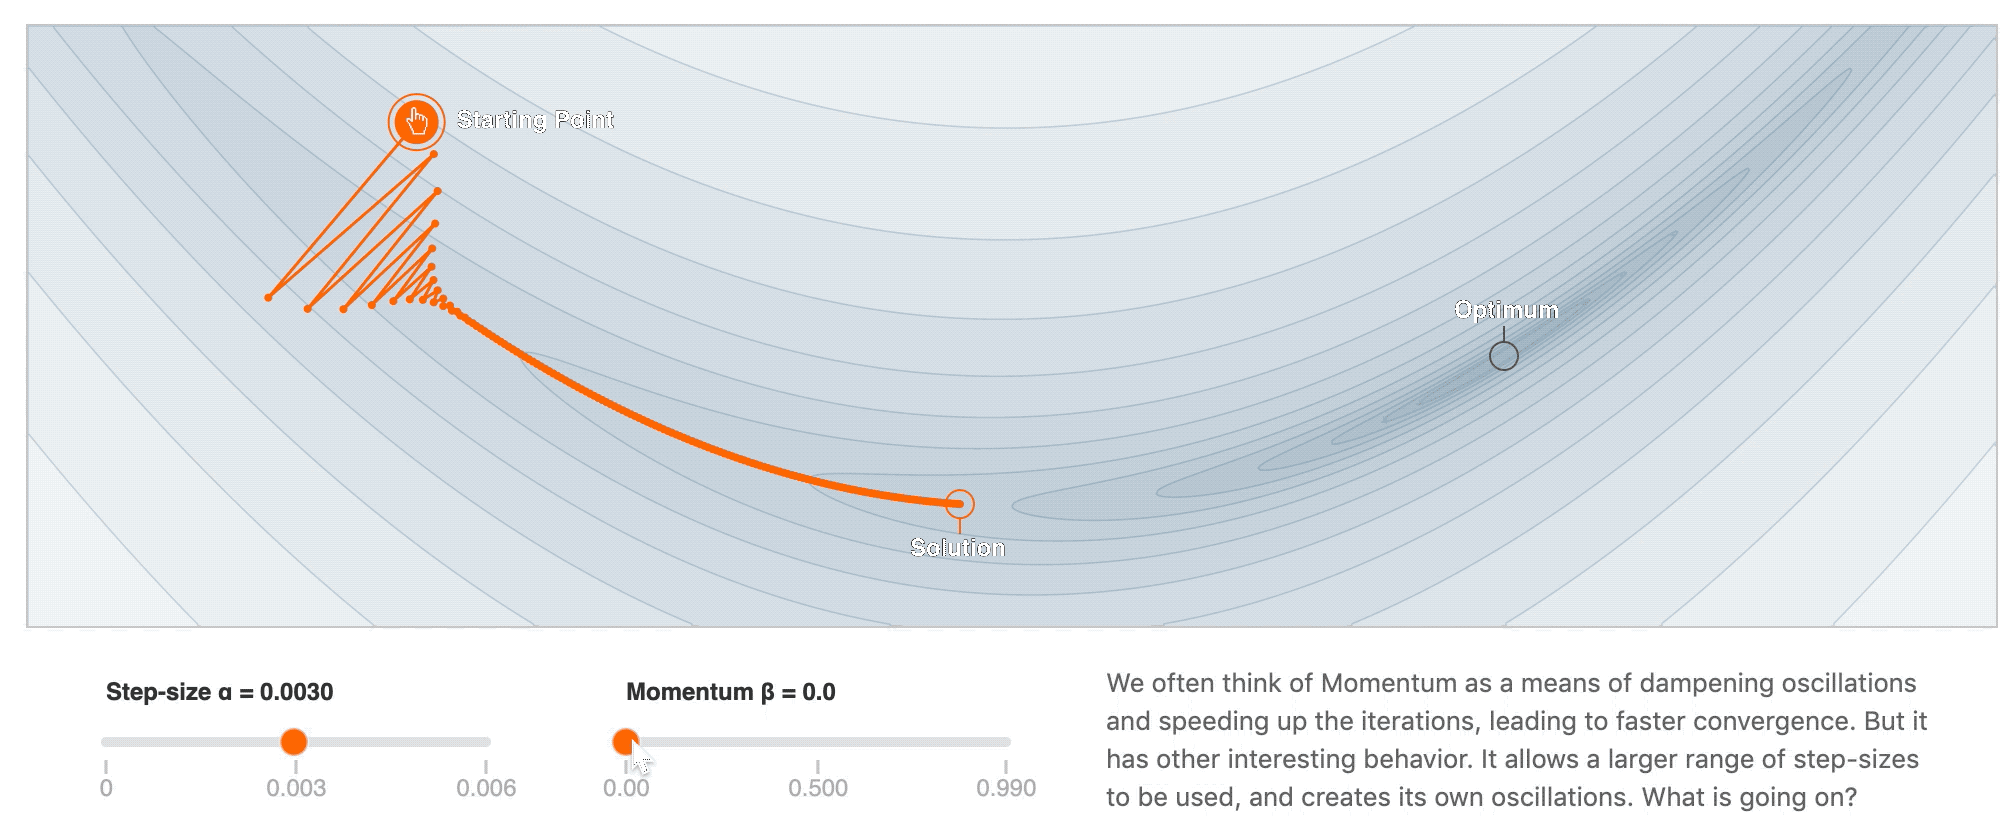 Starting Point
Optimum
Solution
Step-size α = 0.0030
0
0.003
0.006
Momentum β = 0.0
0.00
0.500
0.990
We often think of Momentum as a means of dampening oscillations
and speeding up the iterations, leading to faster convergence. But it
has other interesting behavior. It allows a larger range of step-sizes
to be used, and creates its own oscillations. What is going on?